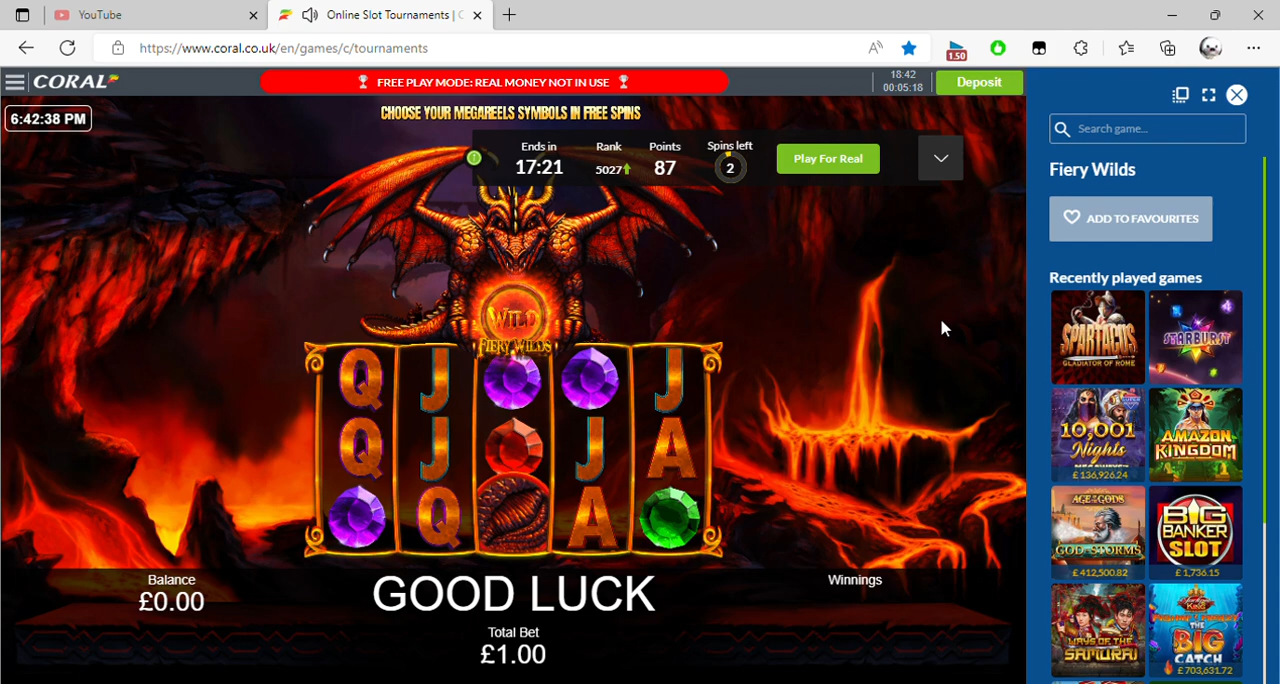 YouTube
Online Slot Tournaments | C
https://www.coral.co.uk/en/games/c/tournaments
1.50
CORAL
FREE PLAY MODE: REAL MONEY NOT IN USE
18:42
00:05:18
Deposit
6:42:38 PM
CHOOSE YOUR MEGAREELS SYMBOLS IN FREE SPINS
Ends in
17:21
Rank
5027
Points
87
Spins left
2
Play For Real
Search game...
Fiery Wilds
ADD TO FAVOURITES
Recently played games
WILD
FIERY WILDS
Q J J
Q J J A
Q A
SPARTACUS
GLADIATOR OF ROME
STARBURST
10,001
Nights
MEGAWAYS
£ 136,926.24
AMAZON
KINGDOM
AGE OF THE GODS
GOD OF STORMS
£ 412,500.82
BIG
BANKER
SLOT
£ 1,736.15
WAYS OF THE
SAMURAI
THE
BIG
CATCH
£ 703,631.72
Balance
£0.00
GOOD LUCK
Winnings
Total Bet
£1.00